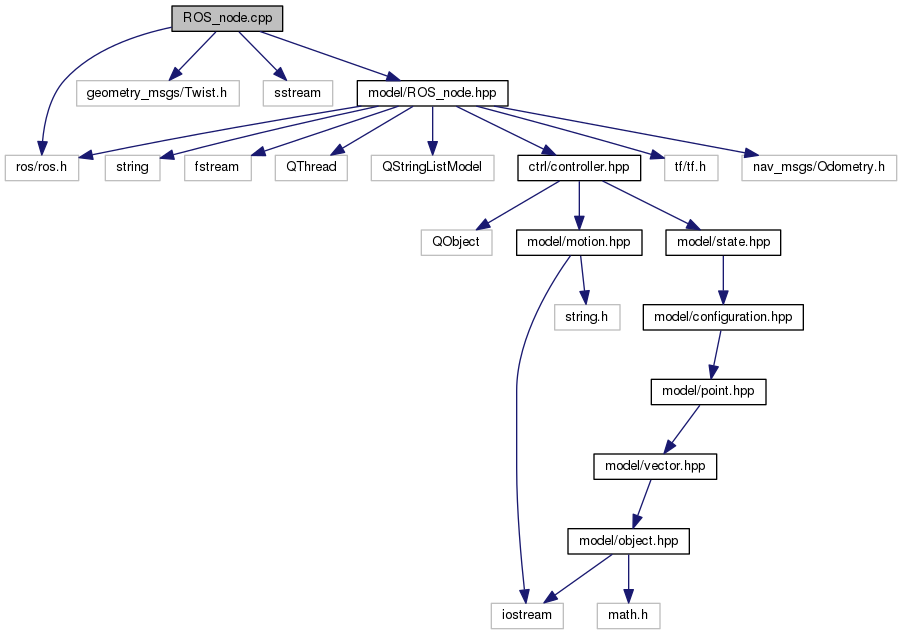 ROS_node.cpp
geometry_msgs/Twist.h
sstream
model/ROS_node.hpp
ros/ros.h
string
fstream
QThread
QStringListModel
ctrl/controller.hpp
tf/tf.h
nav_msgs/Odometry.h
QObject
model/motion.hpp
model/state.hpp
string.h
model/configuration.hpp
model/point.hpp
model/vector.hpp
model/object.hpp
iostream
math.h